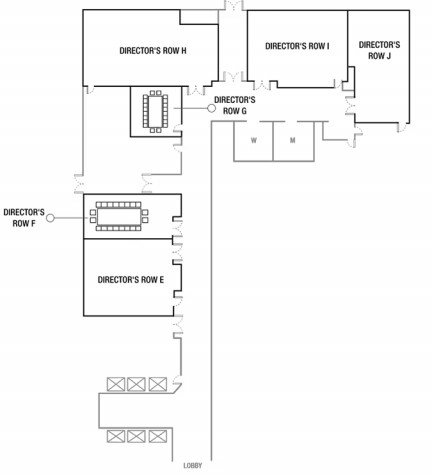 DIRECTOR'S ROW H
DIRECTOR'S ROW I
DIRECTOR'S
ROW J
DIRECTOR'S
ROW G
W
M
DIRECTOR'S
ROW F
DIRECTOR'S ROW E
LOBBY